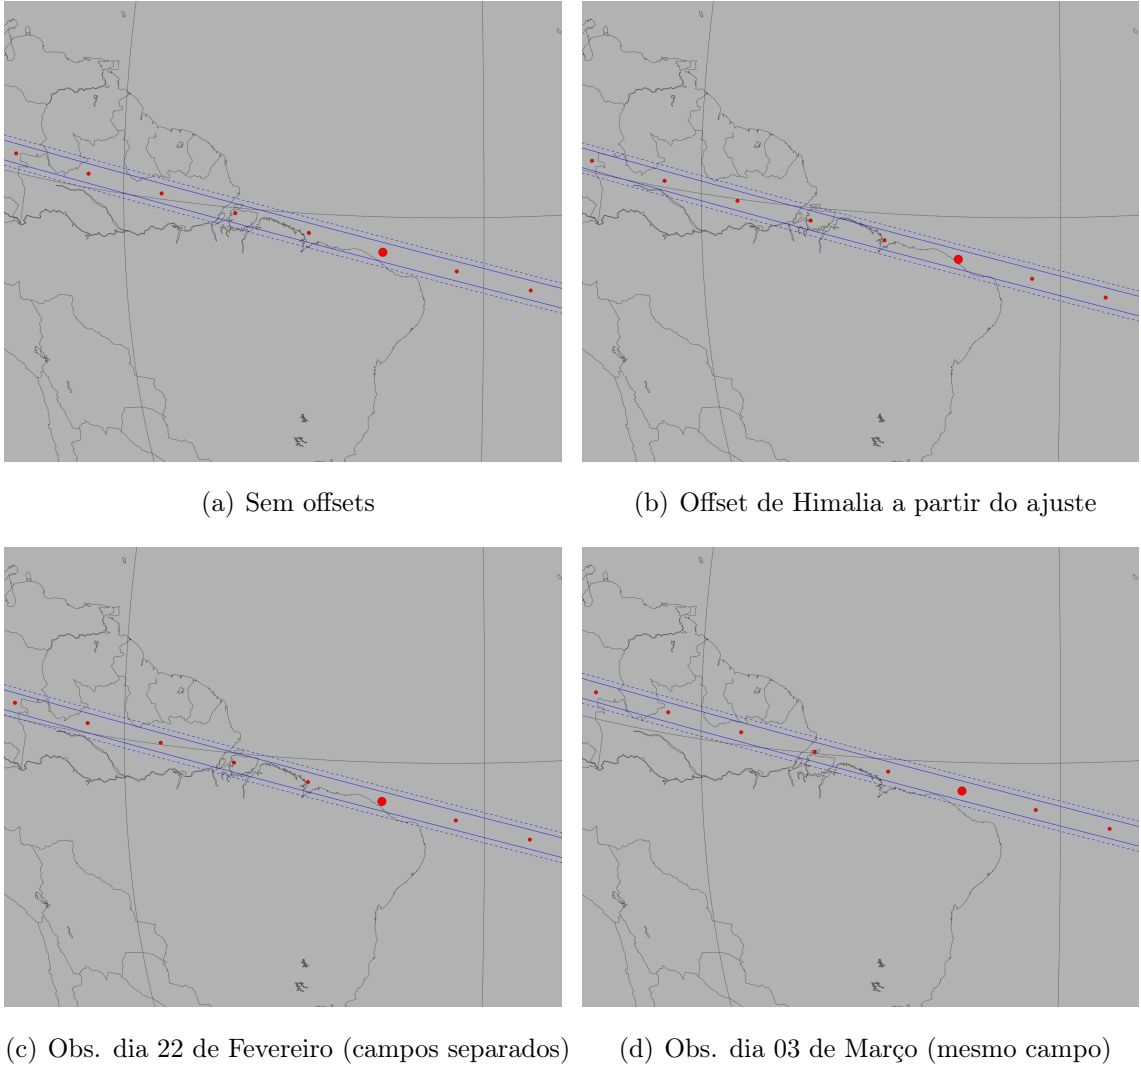 (a) Sem offsets
(b) Offset de Himalia a partir do ajuste
(c) Obs. dia 22 de Fevereiro (campos separados)
(d) Obs. dia 03 de Março (mesmo campo)